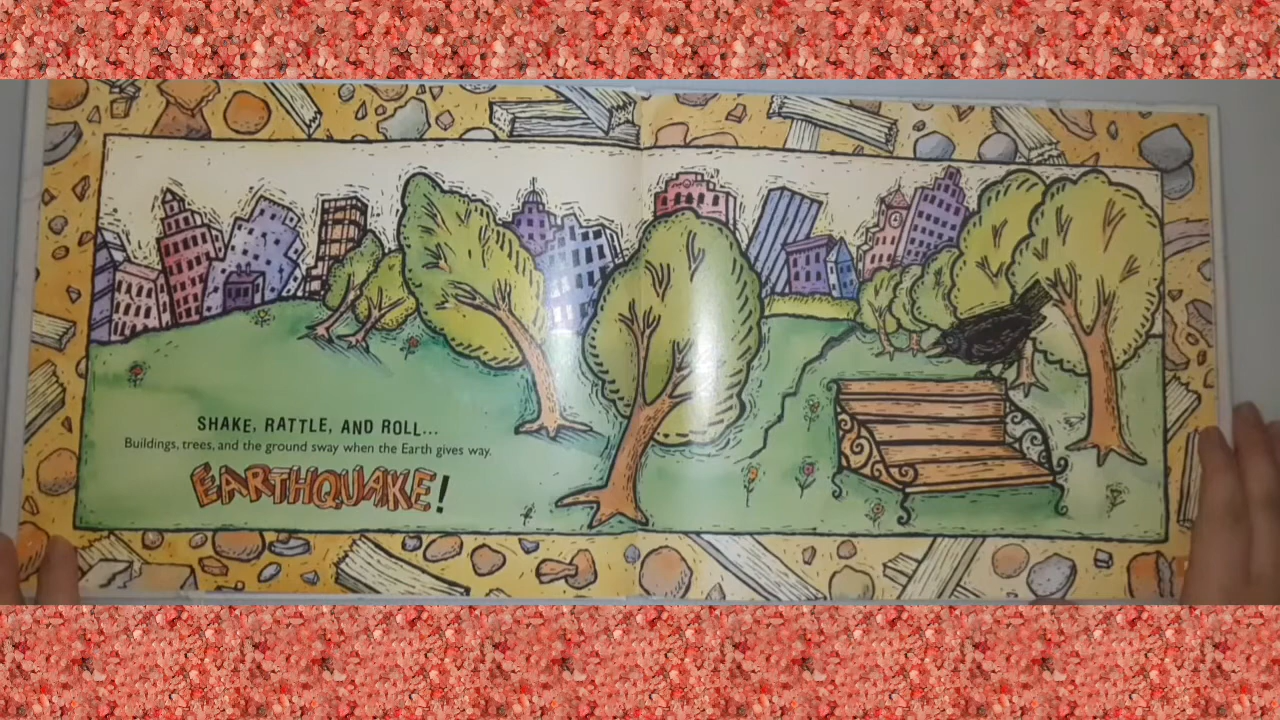 SHAKE, RATTLE, AND ROLL...
Buildings, trees, and the ground sway when the Earth gives way.
EARTHQUAKE!